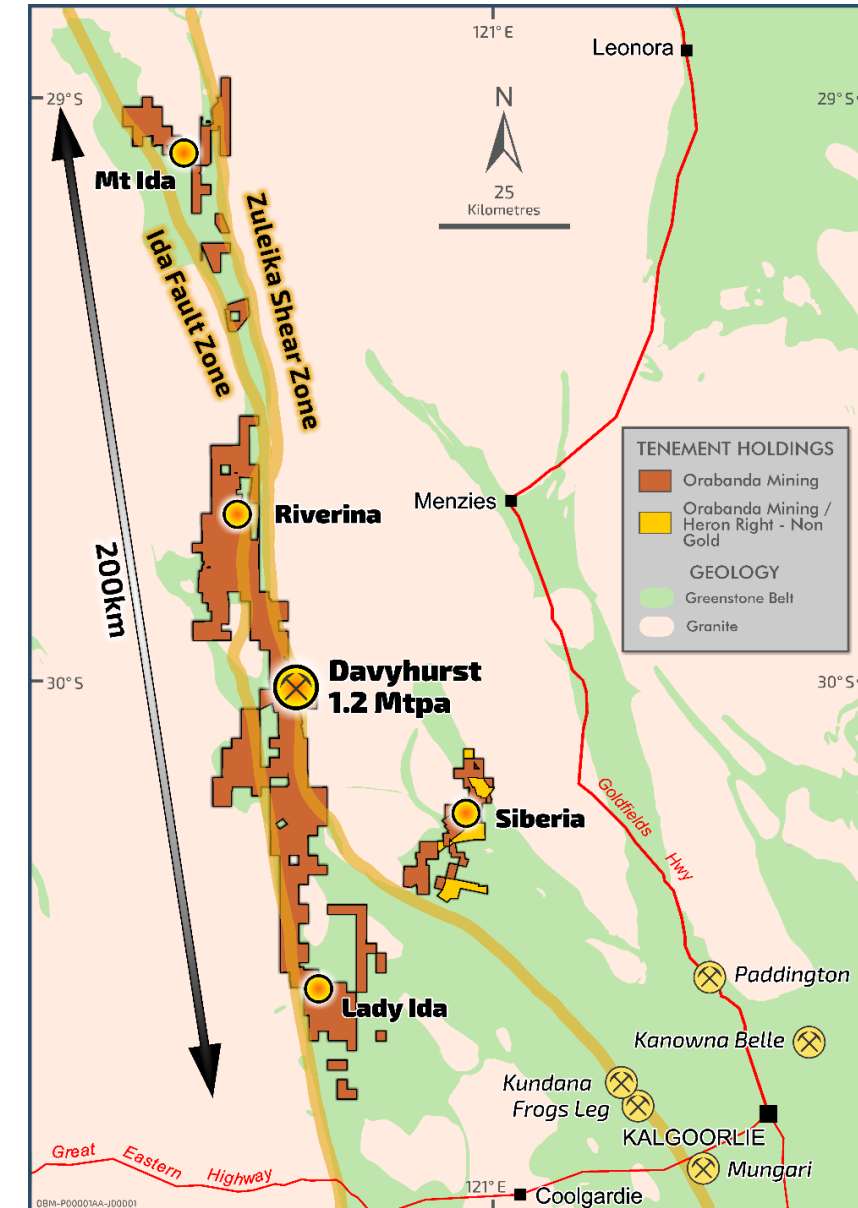 121° E
Leonora
29°S
29°S
N
25
Kilometres
Mt Ida
Zuleika Shear Zone
Ida Fault Zone
TENEMENT HOLDINGS
Orabanda Mining
Orabanda Mining /
Heron Right - Non
Gold
GEOLOGY
Greenstone Belt
Granite
Menzies
Riverina
200km
Davyhurst
1.2 Mtpa
30°S
30°S
Siberia
Goldfields
Hwy
Lady Ida
Paddington
Kanowna Belle
Kundana
Frogs Leg
KALGOORLIE
Mungari
Great Eastern Highway
121° E
Coolgardie
OBM-P00001AA-J00001